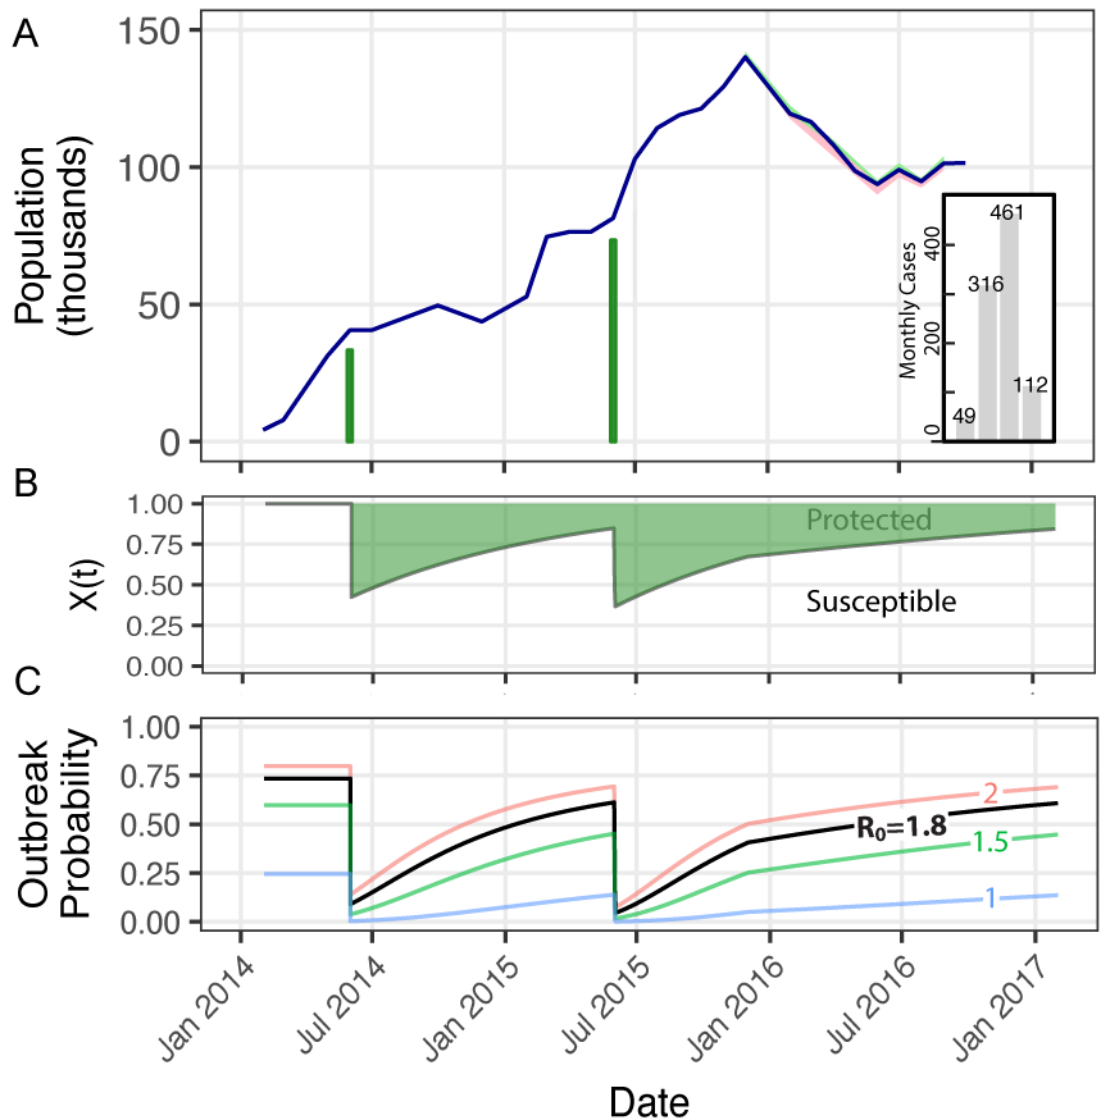 A
Population
(thousands)
150
100
50
0
Monthly Cases
400
200
0
49
316
461
112
B
X(t)
1.00
0.75
0.50
0.25
0.00
Protected
Susceptible
C
Outbreak
Probability
1.00
0.75
0.50
0.25
0.00
2
R₀=1.8
1.5
1
Jan 2014
Jul 2014
Jan 2015
Jul 2015
Jan 2016
Jul 2016
Jan 2017
Date